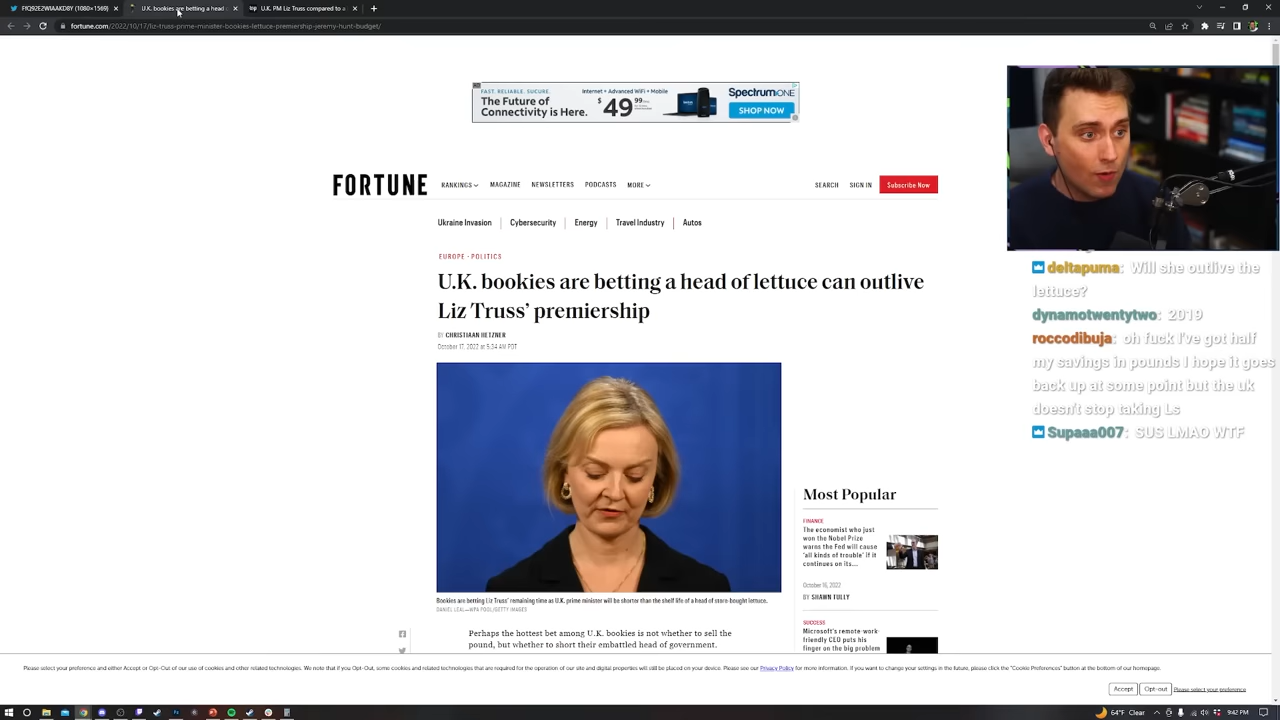 FIQ92E2WIAAKD8Y (1080×1569)
U.K. bookies are betting a head
U.K. PM Liz Truss compared to a
fortune.com/2022/10/17/liz-truss-prime-minister-bookies-lettuce-premiership-yeremy-hunt-budget/
FAST. RELIABLE. SECURE.
The Future of
Connectivity is Here.
Internet + Advanced WiFi + Mobile
$49.99/mo
Spectrum ONE
SHOP NOW
FORTUNE
RANKINGS
MAGAZINE
NEWSLETTERS
PODCASTS
MORE
SEARCH
SIGN IN
Subscribe Now
Ukraine Invasion
Cybersecurity
Energy
Travel Industry
Autos
EUROPE - POLITICS
U.K. bookies are betting a head of lettuce can outlive
Liz Truss' premiership
BY CHRISTIAAN HETZNER
October 17, 2022 at 5:34 AM PDT
Bookies are betting Liz Truss' remaining time as U.K. prime minister will be shorter than the shelf life of a head of store-bought lettuce.
DANIEL LEAL—WPA POOL/GETTY IMAGES
Perhaps the hottest bet among U.K. bookies is not whether to sell the
pound, but whether to short their embattled head of government.
Most Popular
FINANCE
The economist who just
won the Nobel Prize
warns the Fed will cause
'all kinds of trouble' if it
continues on its...
October 16, 2022
BY SHAWN TULLY
SUCCESS
Microsoft's remote-work-
friendly CEO puts his
finger on the big problem
deltapuma: Will she outlive the
lettuce?
dynamotwentytwo: 2019
roccodibuja: oh fuck I've got half
my savings in pounds I hope it goes
back up at some point but the uk
doesn't stop taking Ls
Supaaa007: SUS LMAO WTF
Please select your preference and either Accept or Opt-Out of our use of cookies and other related technologies. We note that if you Opt-Out, some cookies and related technologies that are required for the operation of our site and digital properties will still be placed on your device. Please see our Privacy Policy for more information. If you want to change your settings in the future, please click the "Cookie Preferences" button at the bottom of our homepage.
Accept
Opt-out
Please select your preference
64°F Clear
9:42 PM